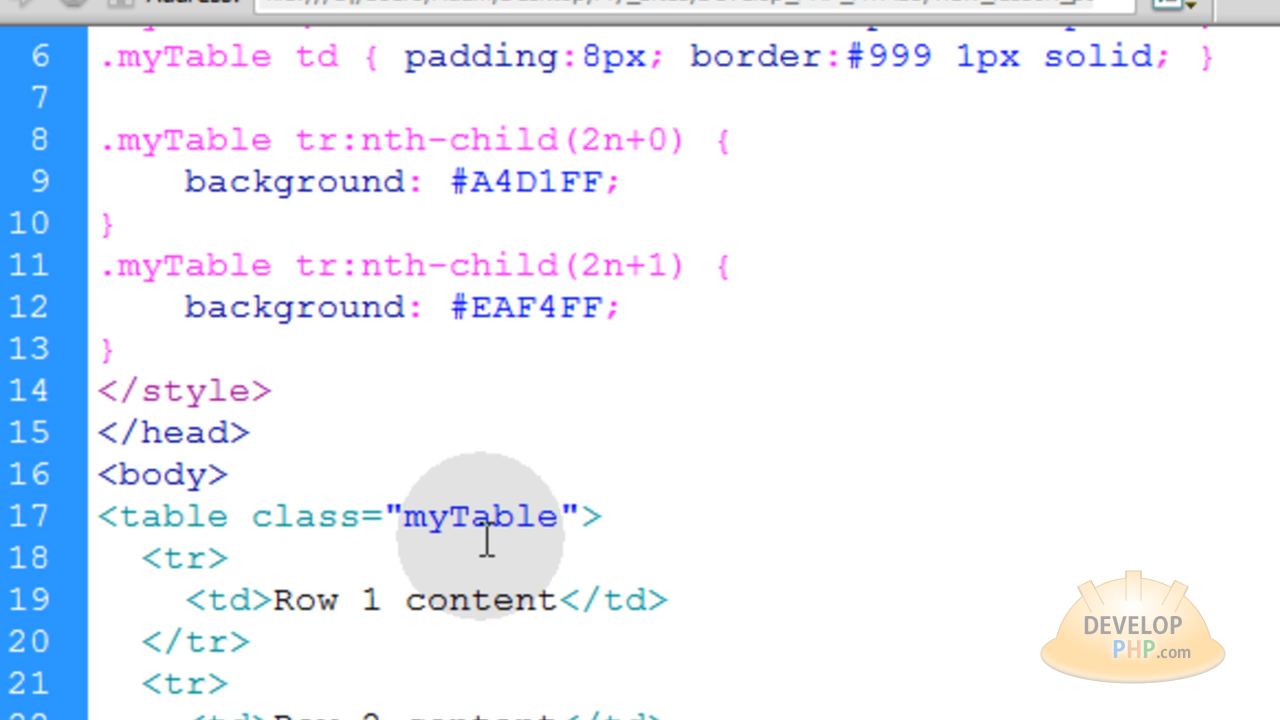 Address:
6 .myTable td { padding:8px; border:#999 1px solid; }
7
8 .myTable tr:nth-child(2n+0) {
9 background: #A4D1FF;
10 }
11 .myTable tr:nth-child(2n+1) {
12 background: #EAF4FF;
13 }
14 </style>
15 </head>
16 <body>
17 <table class="myTable">
18 <tr>
19 <td>Row 1 content</td>
20 </tr>
21 <tr>
DEVELOP
PHP.com